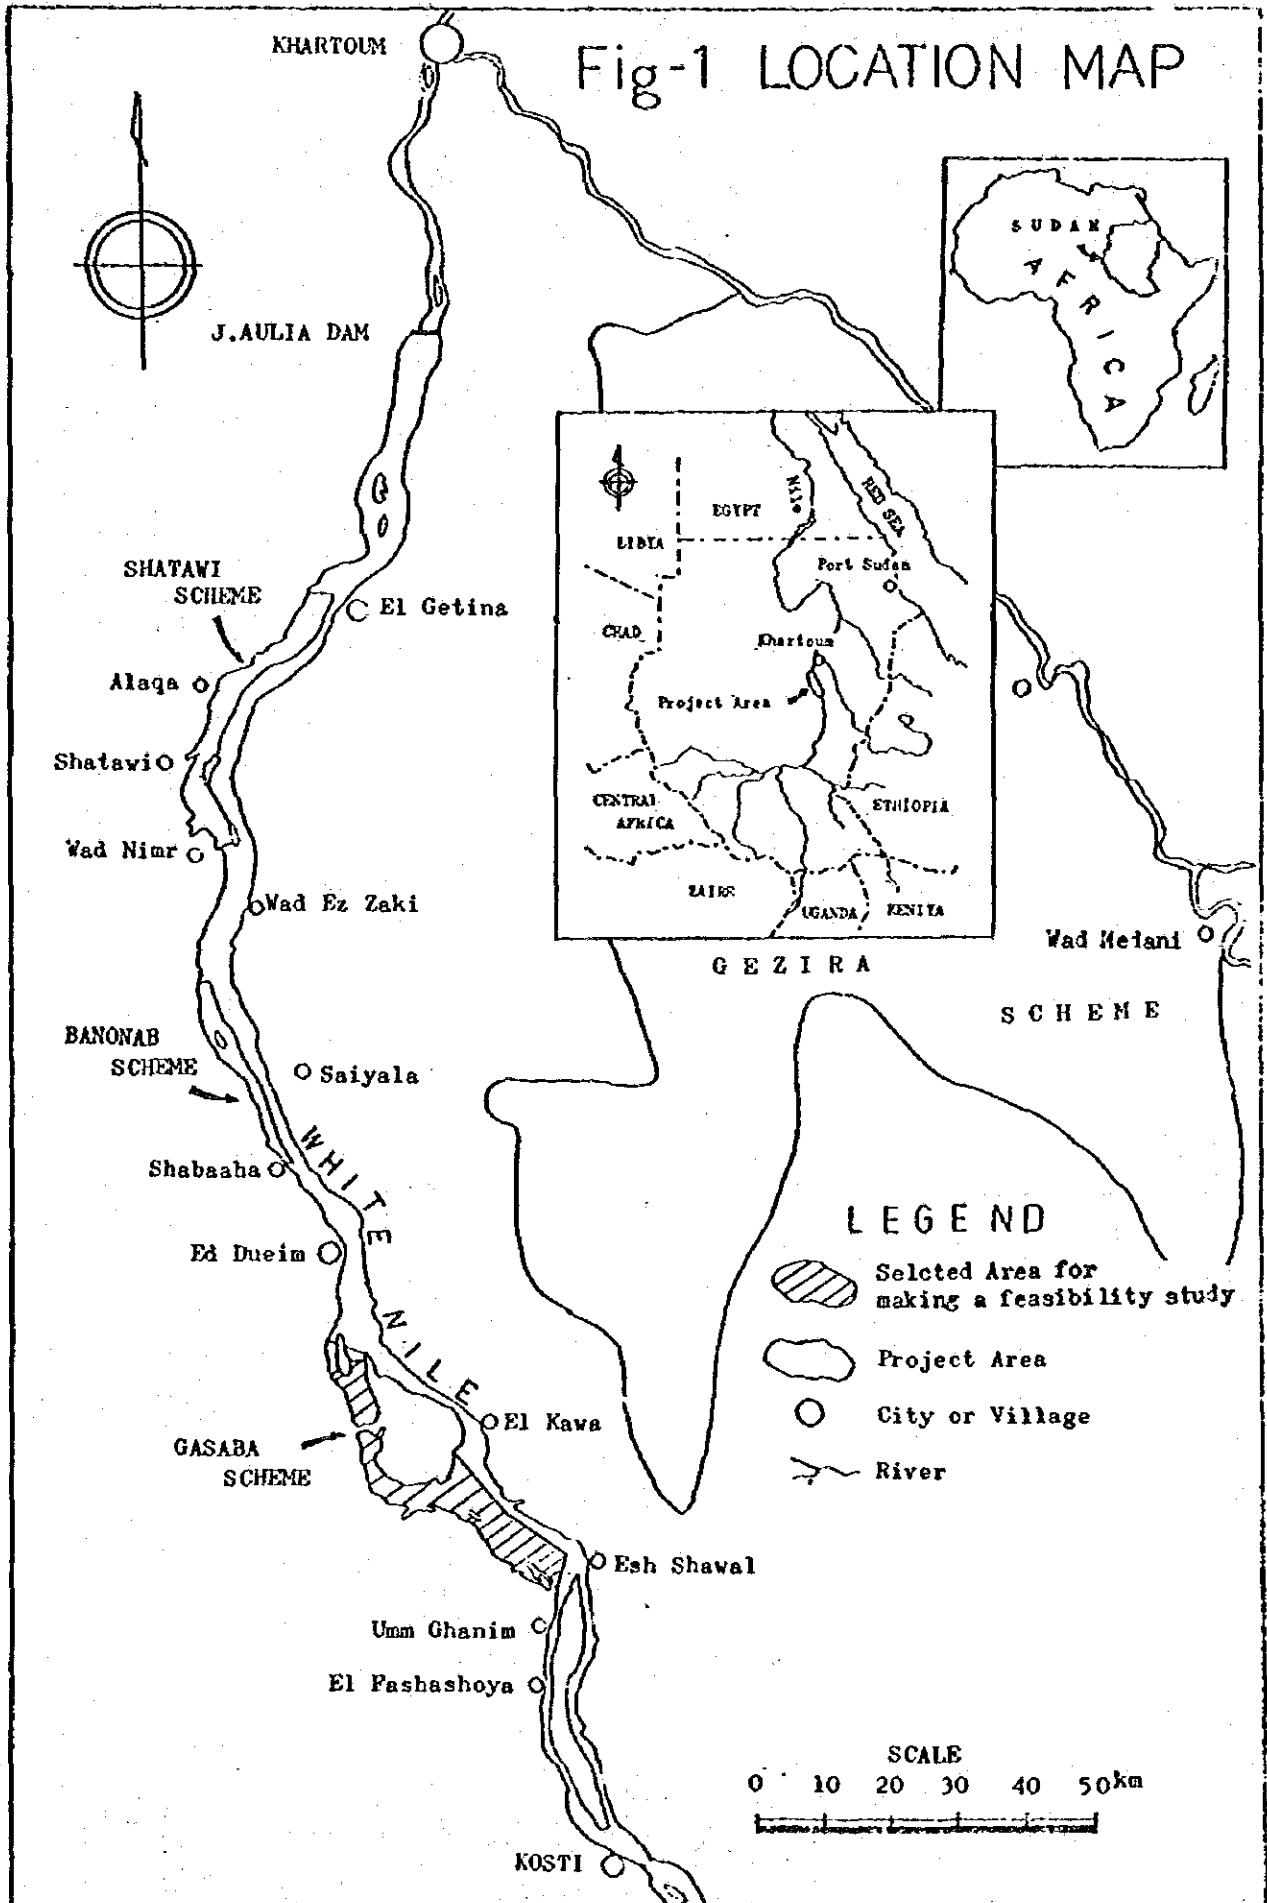 Fig-1 LOCATION MAP
KHARTOUM
J.AULIA DAM
SUDAN
AFRICA
EGYPT
LIBYA
RED SEA
Port Sudan
CHAD
Khartoum
Project Area
CENTRAL
AFRICA
ETHIOPIA
ZAIRE
UGANDA
KENIYA
SHATAWI
SCHEME
El Getina
Alaqa
Shatawi
Wad Nimr
Wad Ez Zaki
Wad Medani
GEZIRA
SCHEME
BANONAB
SCHEME
Saiyala
Shabaaha
WHITE NILE
Ed Dueim
El Kawa
GASABA
SCHEME
Esh Shawal
Umm Ghanim
El Fashashoya
KOSTI
LEGEND
Selcted Area for
making a feasibility study
Project Area
City or Village
River
SCALE
0 10 20 30 40 50km